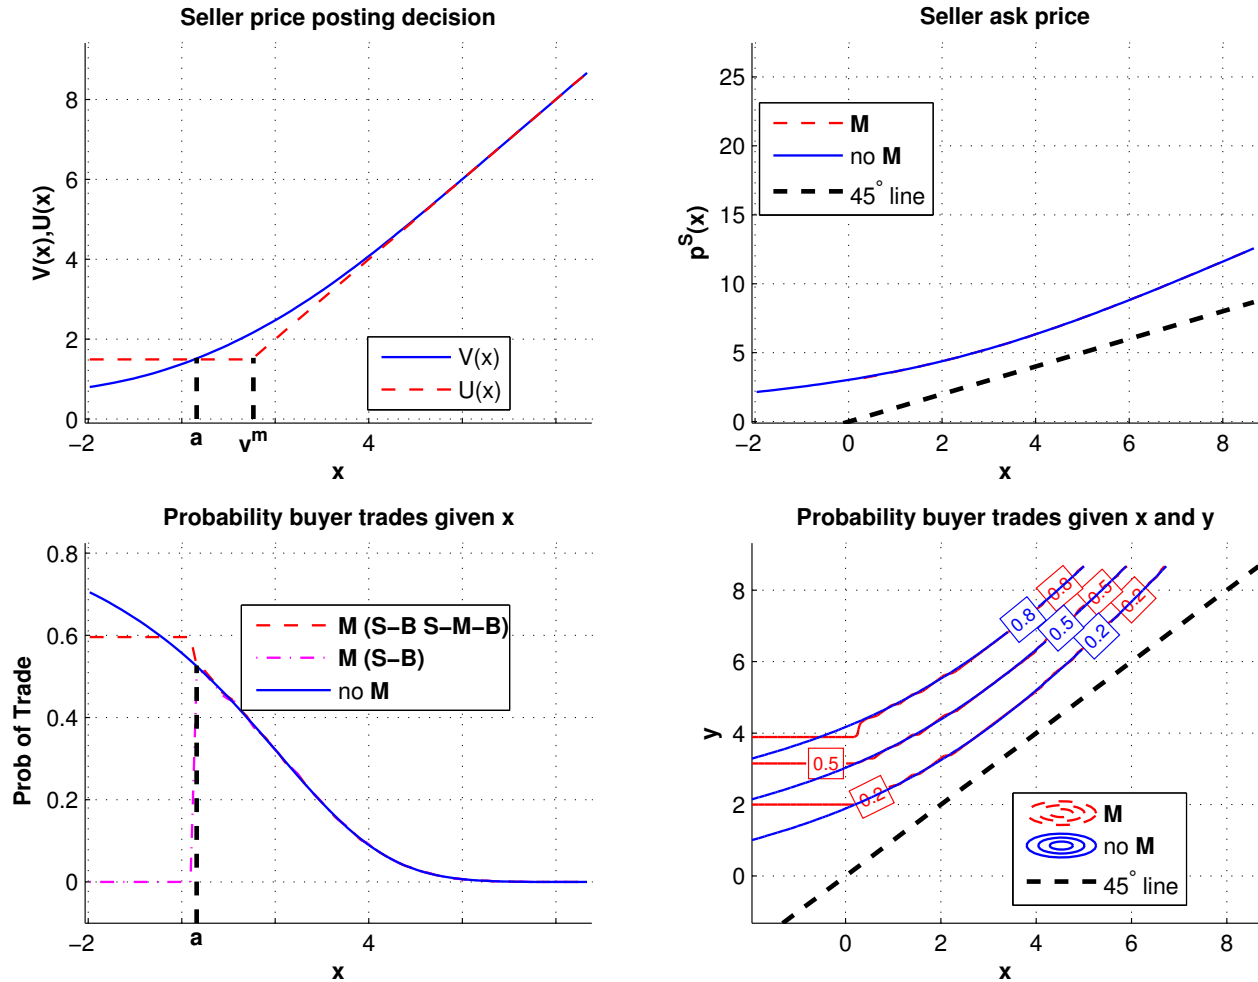 Seller price posting decision
V(x),U(x)
8
6
4
2
0
−2
a
v^m
4
x
V(x)
U(x)
Seller ask price
p^S(x)
25
20
15
10
5
0
−2
0
2
4
6
8
x
M
no M
45° line
Probability buyer trades given x
Prob of Trade
0.8
0.6
0.4
0.2
0
−2
a
4
x
M (S−B S−M−B)
M (S−B)
no M
Probability buyer trades given x and y
y
8
6
4
2
0
0
2
4
6
8
x
0.8
0.5
0.2
0.8
0.5
0.2
0.5
0.2
M
no M
45° line